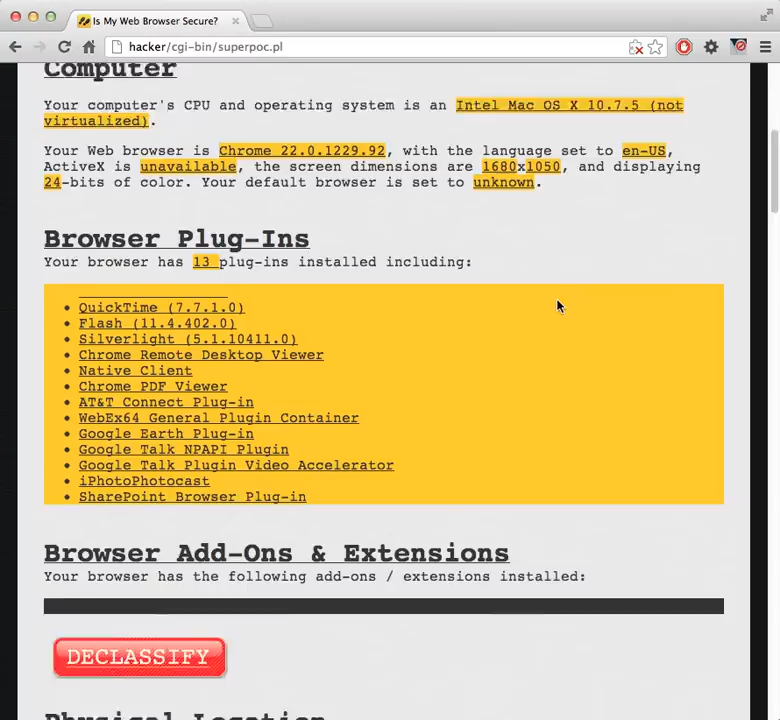 Is My Web Browser Secure?
hacker/cgi-bin/superpoc.pl
Computer
Your computer's CPU and operating system is an Intel Mac OS X 10.7.5 (not
virtualized).
Your Web browser is Chrome 22.0.1229.92, with the language set to en-US,
ActiveX is unavailable, the screen dimensions are 1680x1050, and displaying
24-bits of color. Your default browser is set to unknown.
Browser Plug-Ins
Your browser has 13 plug-ins installed including:
QuickTime (7.7.1.0)
Flash (11.4.402.0)
Silverlight (5.1.10411.0)
Chrome Remote Desktop Viewer
Native Client
Chrome PDF Viewer
AT&T Connect Plug-in
WebEx64 General Plugin Container
Google Earth Plug-in
Google Talk NPAPI Plugin
Google Talk Plugin Video Accelerator
iPhotoPhotocast
SharePoint Browser Plug-in
Browser Add-Ons & Extensions
Your browser has the following add-ons / extensions installed:
DECLASSIFY
Physical Location